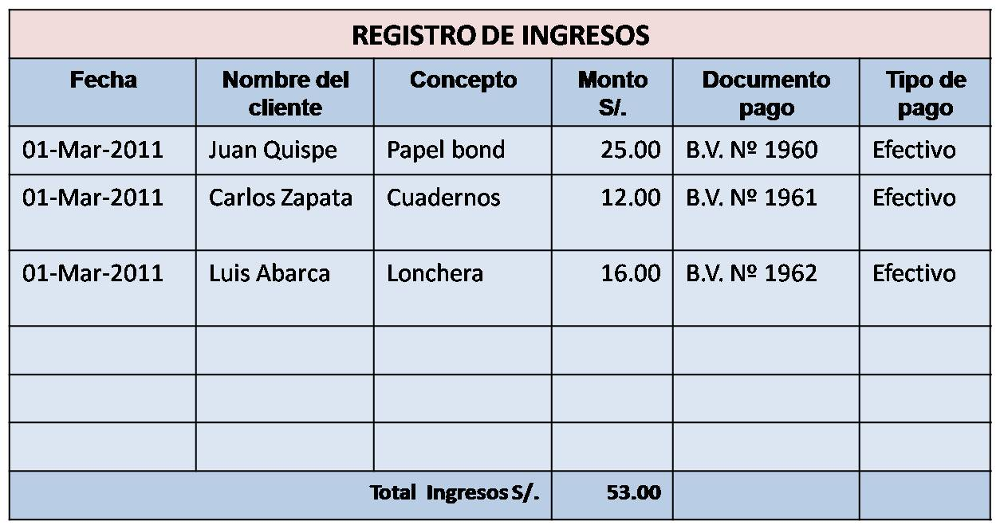 REGISTRO DE INGRESOS
Fecha Nombre del cliente Concepto Monto S/. Documento pago Tipo de pago
01-Mar-2011 Juan Quispe Papel bond 25.00 B.V. Nº 1960 Efectivo
01-Mar-2011 Carlos Zapata Cuadernos 12.00 B.V. Nº 1961 Efectivo
01-Mar-2011 Luis Abarca Lonchera 16.00 B.V. Nº 1962 Efectivo
Total Ingresos S/. 53.00